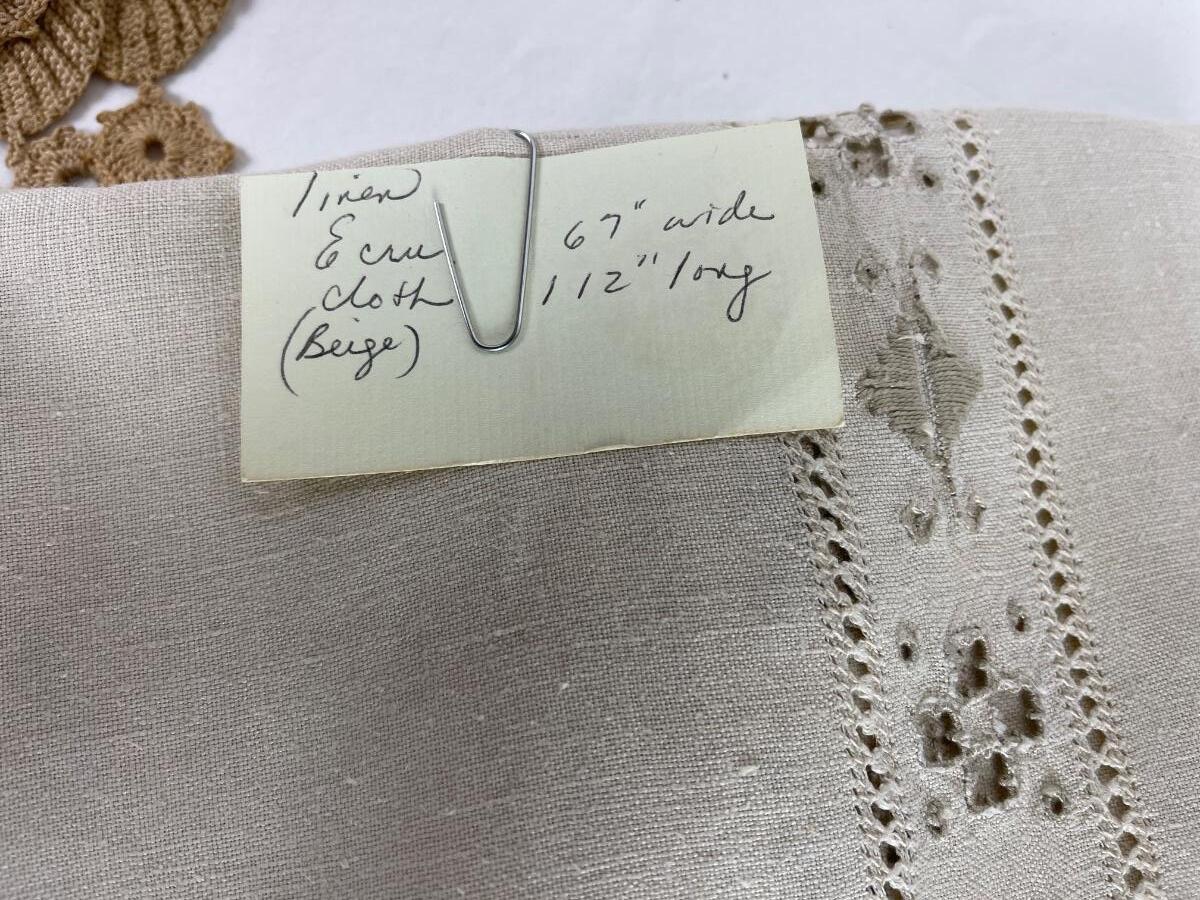 linen
Ecru 67" wide
cloth 112" long
(Beige)